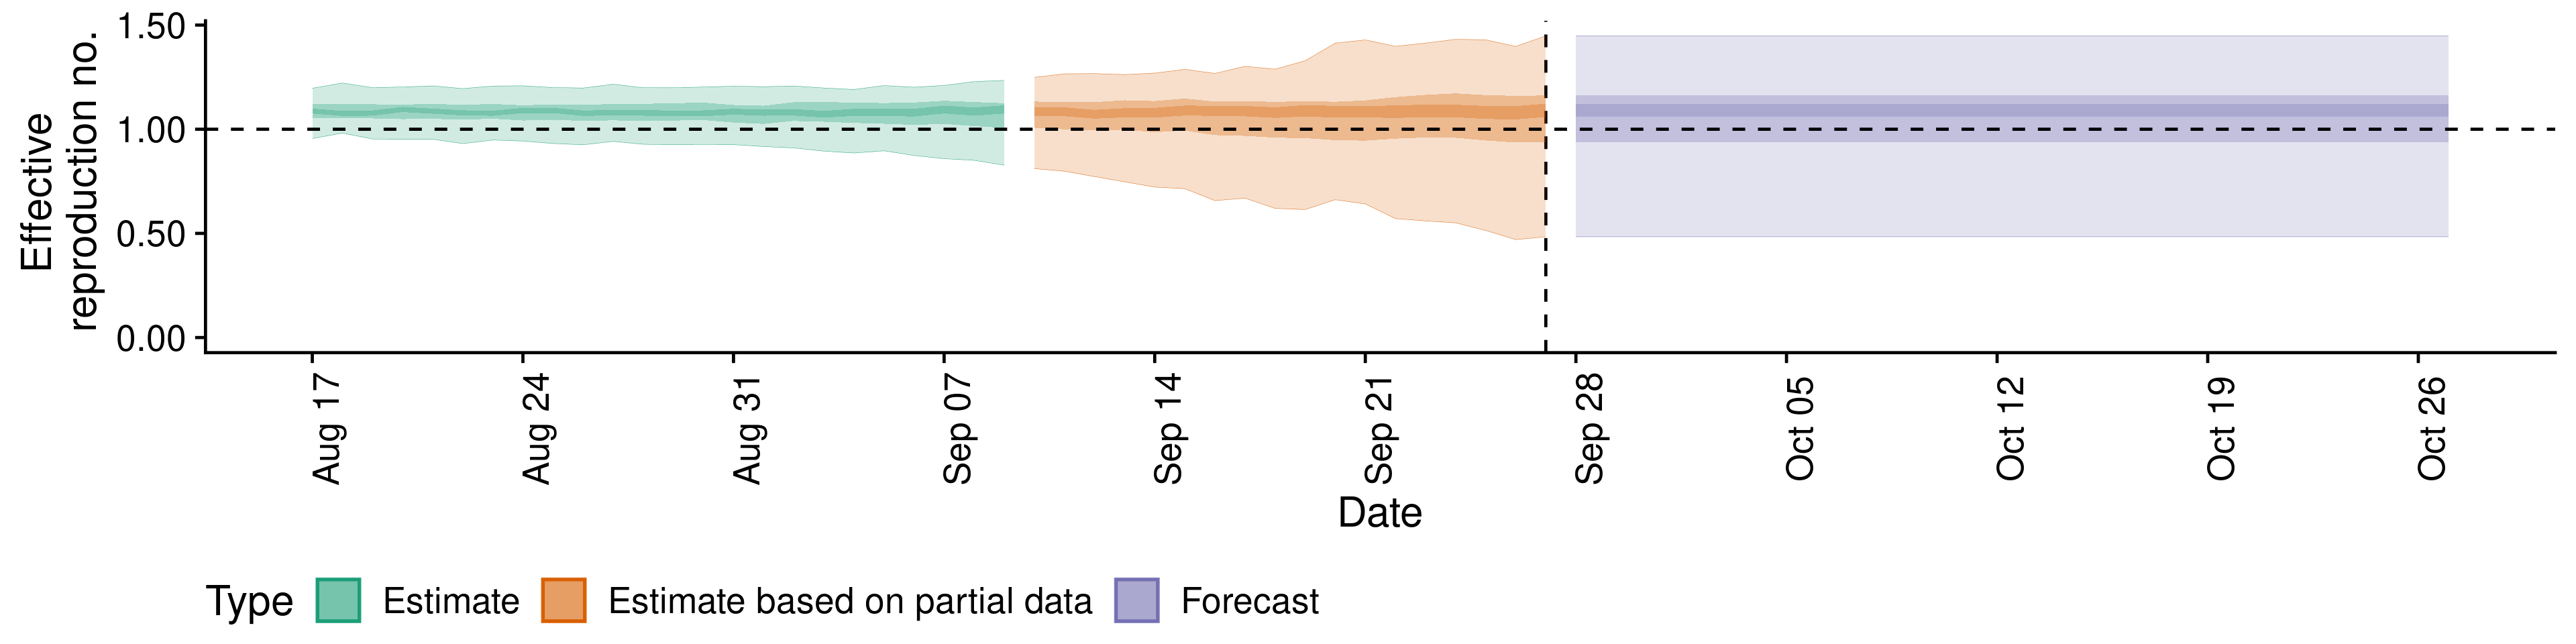 Effective
reproduction no.
1.50
1.00
0.50
0.00
Aug 17
Aug 24
Aug 31
Sep 07
Sep 14
Sep 21
Sep 28
Oct 05
Oct 12
Oct 19
Oct 26
Date
Type Estimate Estimate based on partial data Forecast